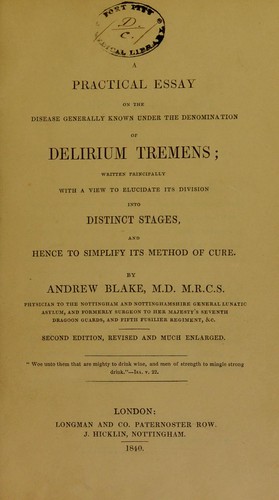 FORT PITT
D.
C.
MEDICAL LIBRARY
A
PRACTICAL ESSAY
ON THE
DISEASE GENERALLY KNOWN UNDER THE DENOMINATION
OF
DELIRIUM TREMENS;
WRITTEN PRINCIPALLY
WITH A VIEW TO ELUCIDATE ITS DIVISION
INTO
DISTINCT STAGES,
AND
HENCE TO SIMPLIFY ITS METHOD OF CURE.
BY
ANDREW BLAKE, M.D. M.R.C.S.
PHYSICIAN TO THE NOTTINGHAM AND NOTTINGHAMSHIRE GENERAL LUNATIC
ASYLUM, AND FORMERLY SURGEON TO HER MAJESTY'S SEVENTH
DRAGOON GUARDS, AND FIFTH FUSILIER REGIMENT, &c.
SECOND EDITION, REVISED AND MUCH ENLARGED.
" Woe unto them that are mighty to drink wine, and men of strength to mingle strong
drink."—ISA. v. 22.
LONDON:
LONGMAN AND CO. PATERNOSTER ROW.
J. HICKLIN, NOTTINGHAM.
1840.